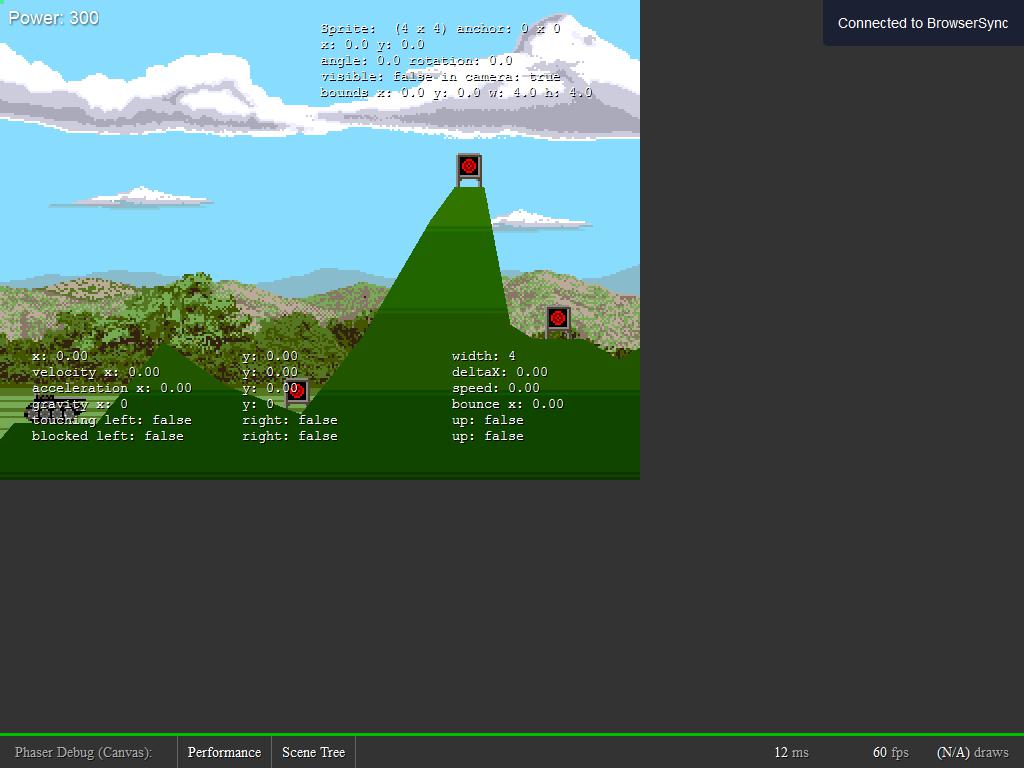 Power: 300
Connected to BrowserSync
Sprite:  (4 x 4) anchor: 0 x 0
x: 0.0 y: 0.0
angle: 0.0 rotation: 0.0
visible: false in camera: true
bounds x: 0.0 y: 0.0 w: 4.0 h: 4.0
x: 0.00 y: 0.00 width: 4
velocity x: 0.00 y: 0.00 deltaX: 0.00
acceleration x: 0.00 y: 0.00 speed: 0.00
gravity x: 0 y: 0 bounce x: 0.00
touching left: false right: false up: false
blocked left: false right: false up: false
Phaser Debug (Canvas): Performance Scene Tree 12 ms 60 fps (N/A) draws